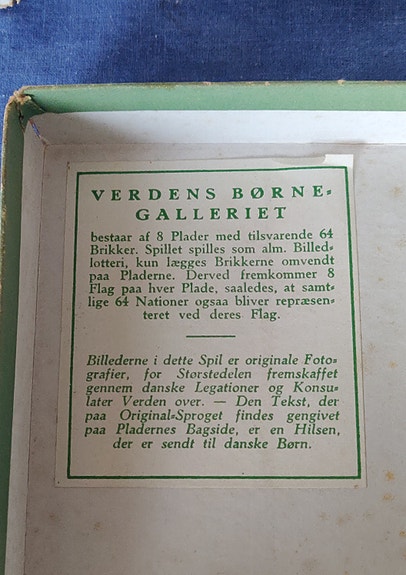 VERDENS BØRNE-
GALLERIET
bestaar af 8 Plader med tilsvarende 64
Brikker. Spillet spilles som alm. Billed-
lotteri, kun lægges Brikkerne omvendt
paa Pladerne. Derved fremkommer 8
Flag paa hver Plade, saaledes, at samt-
lige 64 Nationer ogsaa bliver repræsen-
teret ved deres Flag.
Billederne i dette Spil er originale Foto-
grafier, for Størstedelen fremskaffet
gennem danske Legationer og Konsu-
later Verden over. — Den Tekst, der
paa Original-Sproget findes gengivet
paa Pladernes Bagside, er en Hilsen,
der er sendt til danske Børn.